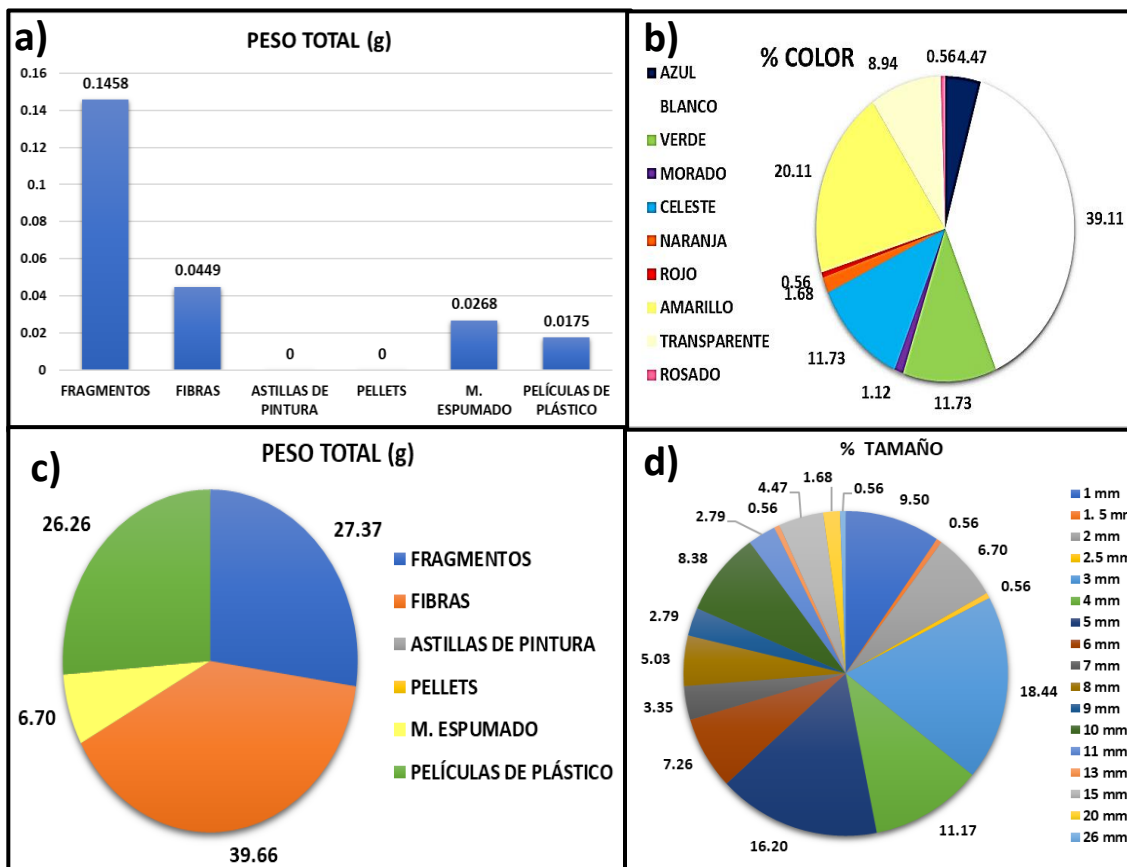 a)
PESO TOTAL (g)
0.16
0.14
0.12
0.1
0.08
0.06
0.04
0.02
0
0.1458
0.0449
0
0
0.0268
0.0175
FRAGMENTOS
FIBRAS
ASTILLAS DE
PINTURA
PELLETS
M.
ESPUMADO
PELÍCULAS DE
PLÁSTICO
b)
% COLOR
AZUL
BLANCO
VERDE
MORADO
CELESTE
NARANJA
ROJO
AMARILLO
TRANSPARENTE
ROSADO
0.56
4.47
39.11
11.73
1.12
11.73
1.68
0.56
20.11
8.94
c)
PESO TOTAL (g)
27.37
39.66
6.70
26.26
FRAGMENTOS
FIBRAS
ASTILLAS DE PINTURA
PELLETS
M. ESPUMADO
PELÍCULAS DE PLÁSTICO
d)
% TAMAÑO
9.50
0.56
6.70
0.56
18.44
11.17
16.20
7.26
3.35
5.03
2.79
8.38
2.79
0.56
4.47
1.68
0.56
1 mm
1. 5 mm
2 mm
2.5 mm
3 mm
4 mm
5 mm
6 mm
7 mm
8 mm
9 mm
10 mm
11 mm
13 mm
15 mm
20 mm
26 mm